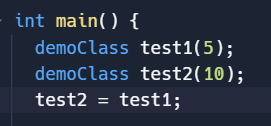 int main() {
demoClass test1(5);
demoClass test2(10);
test2 = test1;